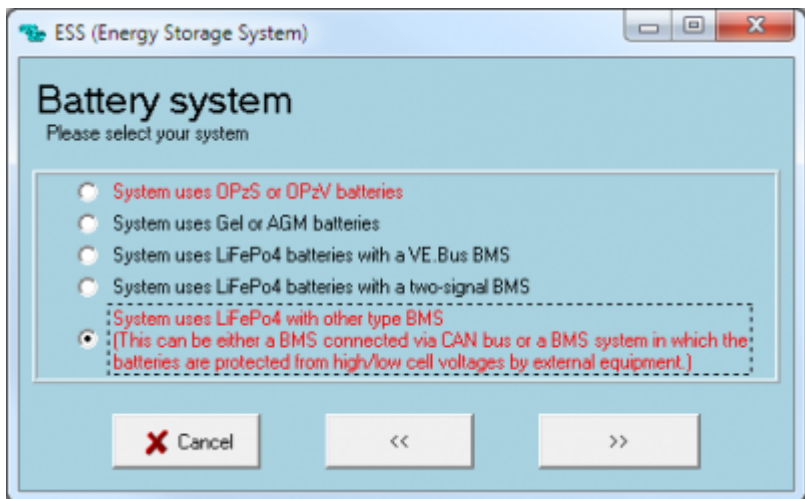 ESS (Energy Storage System)
Battery system
Please select your system
System uses OPzS or OPzV batteries
System uses Gel or AGM batteries
System uses LiFePo4 batteries with a VE.Bus BMS
System uses LiFePo4 batteries with a two-signal BMS
System uses LiFePo4 with other type BMS
(This can be either a BMS connected via CAN bus or a BMS system in which the
batteries are protected from high/low cell voltages by external equipment.)
Cancel
<<
>>